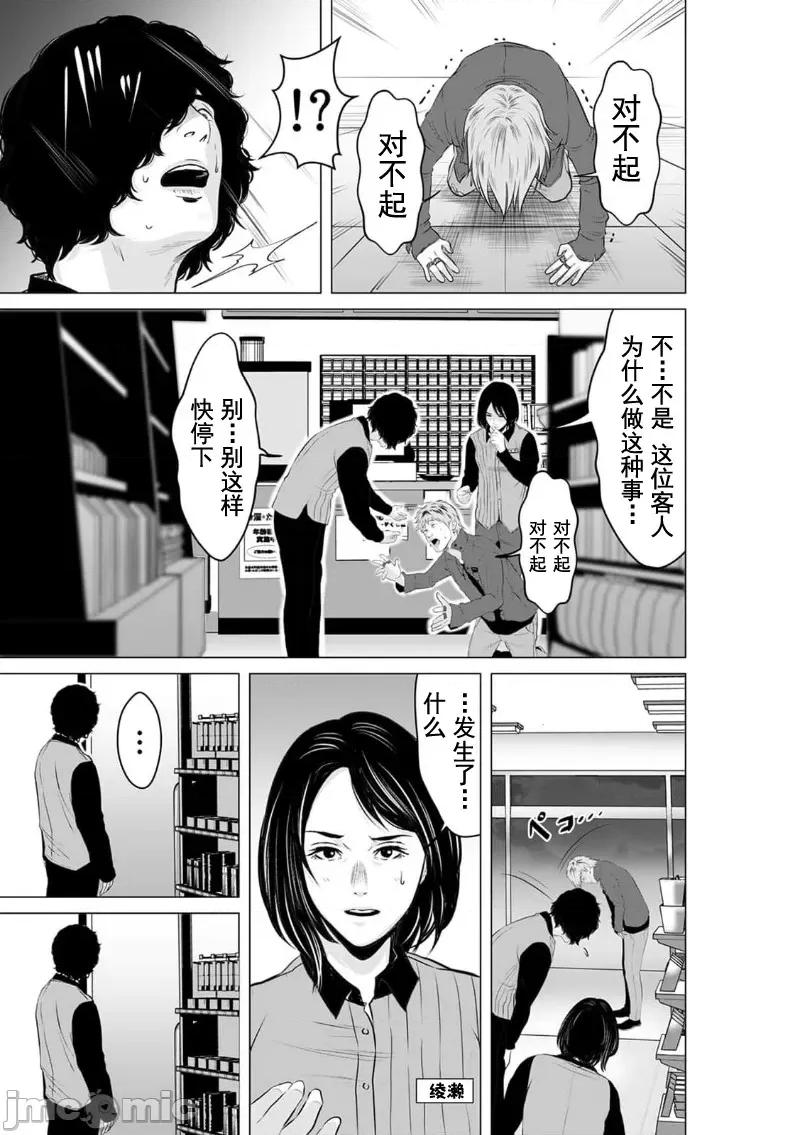 对不起
对不起
!?
不…不是 这位客人
为什么做这种事…
对不起
对不起
别…别这样
快停下
年齢
ペコ…
…发生了…
什么
绫濑
…
jmcomic